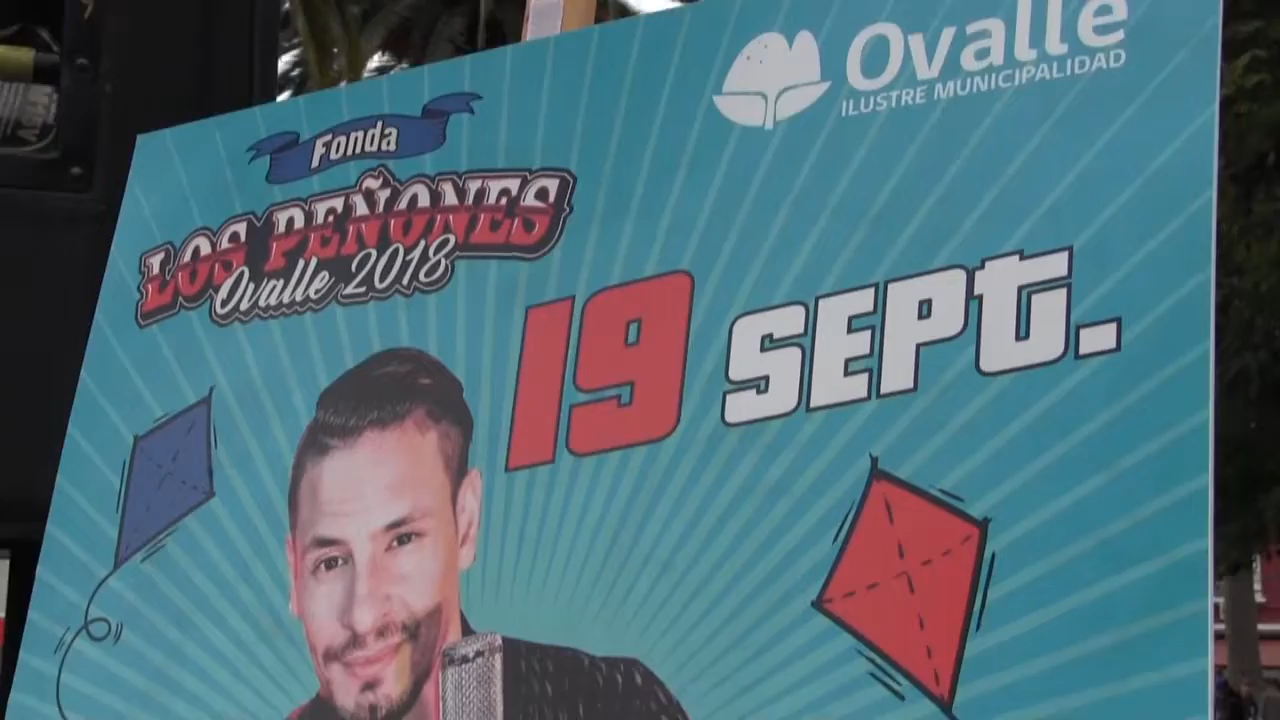 Ovalle
ILUSTRE MUNICIPALIDAD
Fonda
LOS PEÑONES
Ovalle 2018
19 SEPT.